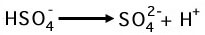 HSO₄⁻ ⟶ SO₄²⁻ + H⁺